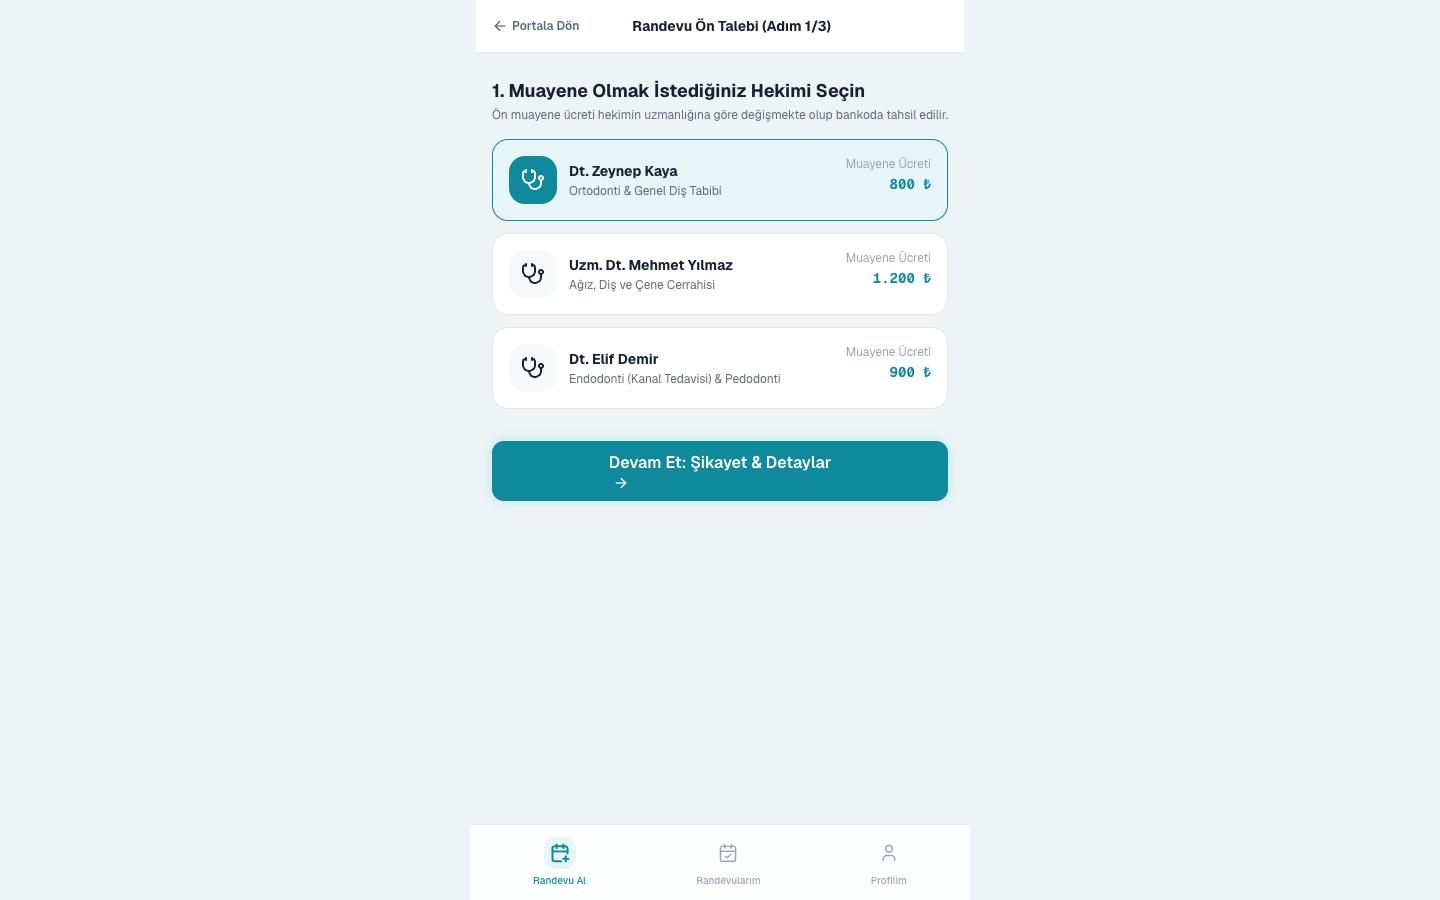 Portala Dön
Randevu Ön Talebi (Adım 1/3)
1. Muayene Olmak İstediğiniz Hekimi Seçin
Ön muayene ücreti hekimin uzmanlığına göre değişmekte olup bankoda tahsil edilir.
Dt. Zeynep Kaya
Ortodonti & Genel Diş Tabibi
Muayene Ücreti
800 ₺
Uzm. Dt. Mehmet Yılmaz
Ağız, Diş ve Çene Cerrahisi
Muayene Ücreti
1.200 ₺
Dt. Elif Demir
Endodonti (Kanal Tedavisi) & Pedodonti
Muayene Ücreti
900 ₺
Devam Et: Şikayet & Detaylar
Randevu Al
Randevularım
Profilim